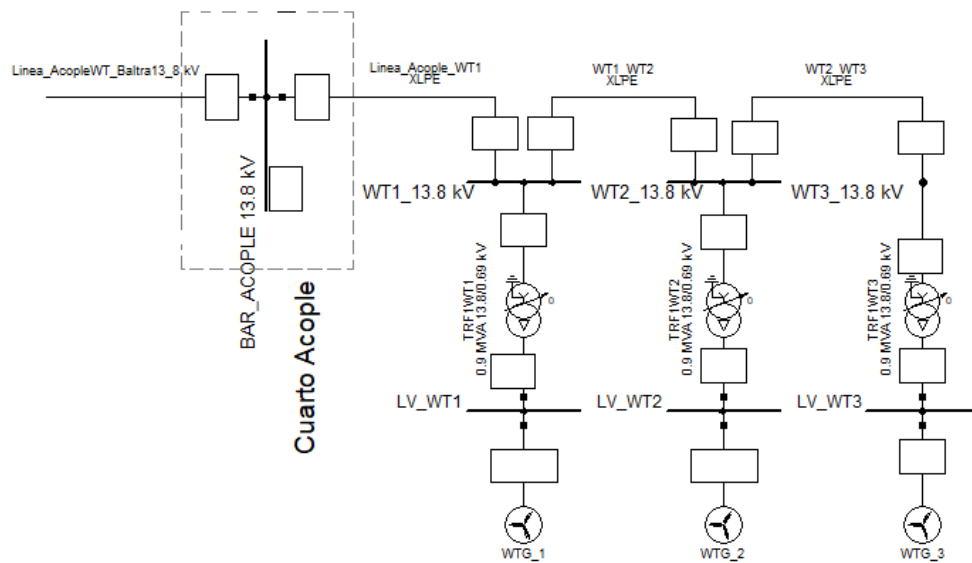 Linea_AcopleWT_Baltra13_8 kV
Linea_Acople_WT1
XLPE
WT1_WT2
XLPE
WT2_WT3
XLPE
BAR_ACOPLE 13.8 kV
Cuarto Acople
WT1_13.8 kV
WT2_13.8 kV
WT3_13.8 kV
TRF1WT1
0.9 MVA 13.8/0.69 kV
0
TRF1WT2
0.9 MVA 13.8/0.69 kV
0
TRF1WT3
0.9 MVA 13.8/0.69 kV
0
LV_WT1
LV_WT2
LV_WT3
WTG_1
WTG_2
WTG_3